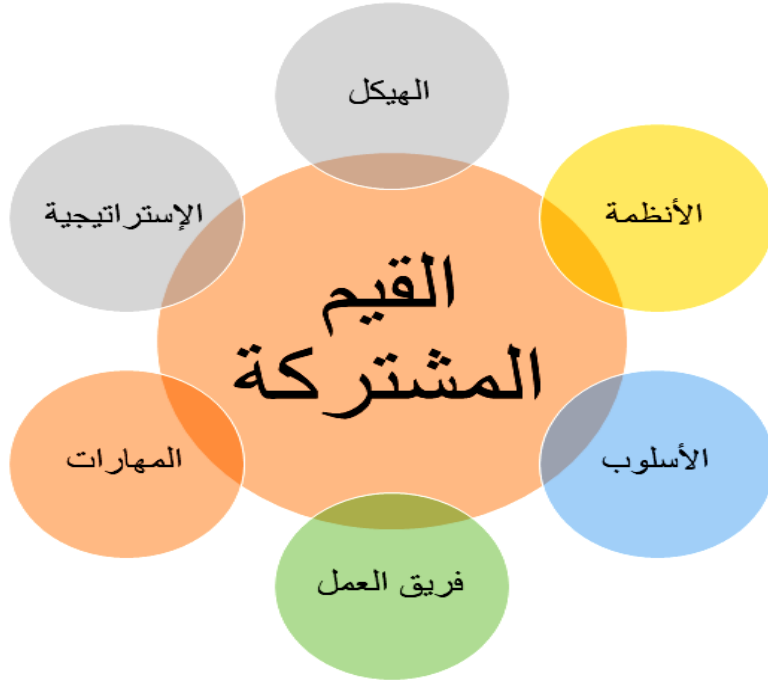 الهيكل
الأنظمة
الإستراتيجية
القيم
المشتركة
الأسلوب
المهارات
فريق العمل